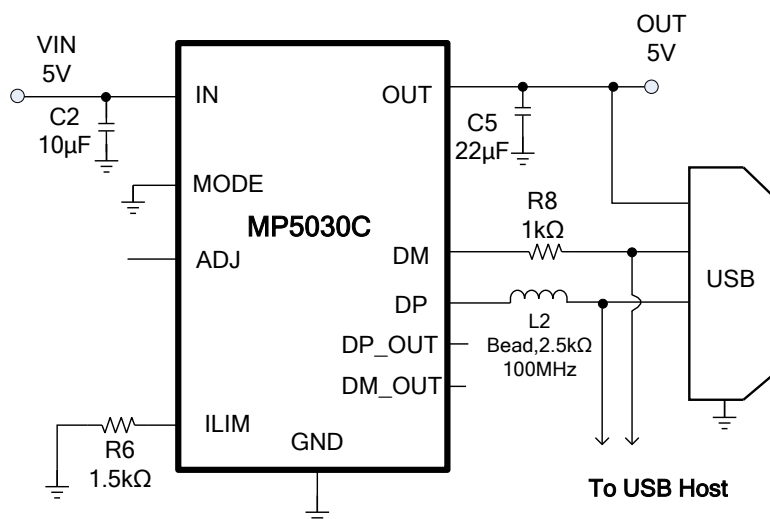 VIN
5V
OUT
5V
IN
OUT
C2
10µF
C5
22µF
MODE
MP5030C
R8
1kΩ
ADJ
DM
USB
DP
L2
Bead,2.5kΩ
100MHz
DP_OUT
DM_OUT
ILIM
GND
R6
1.5kΩ
To USB Host